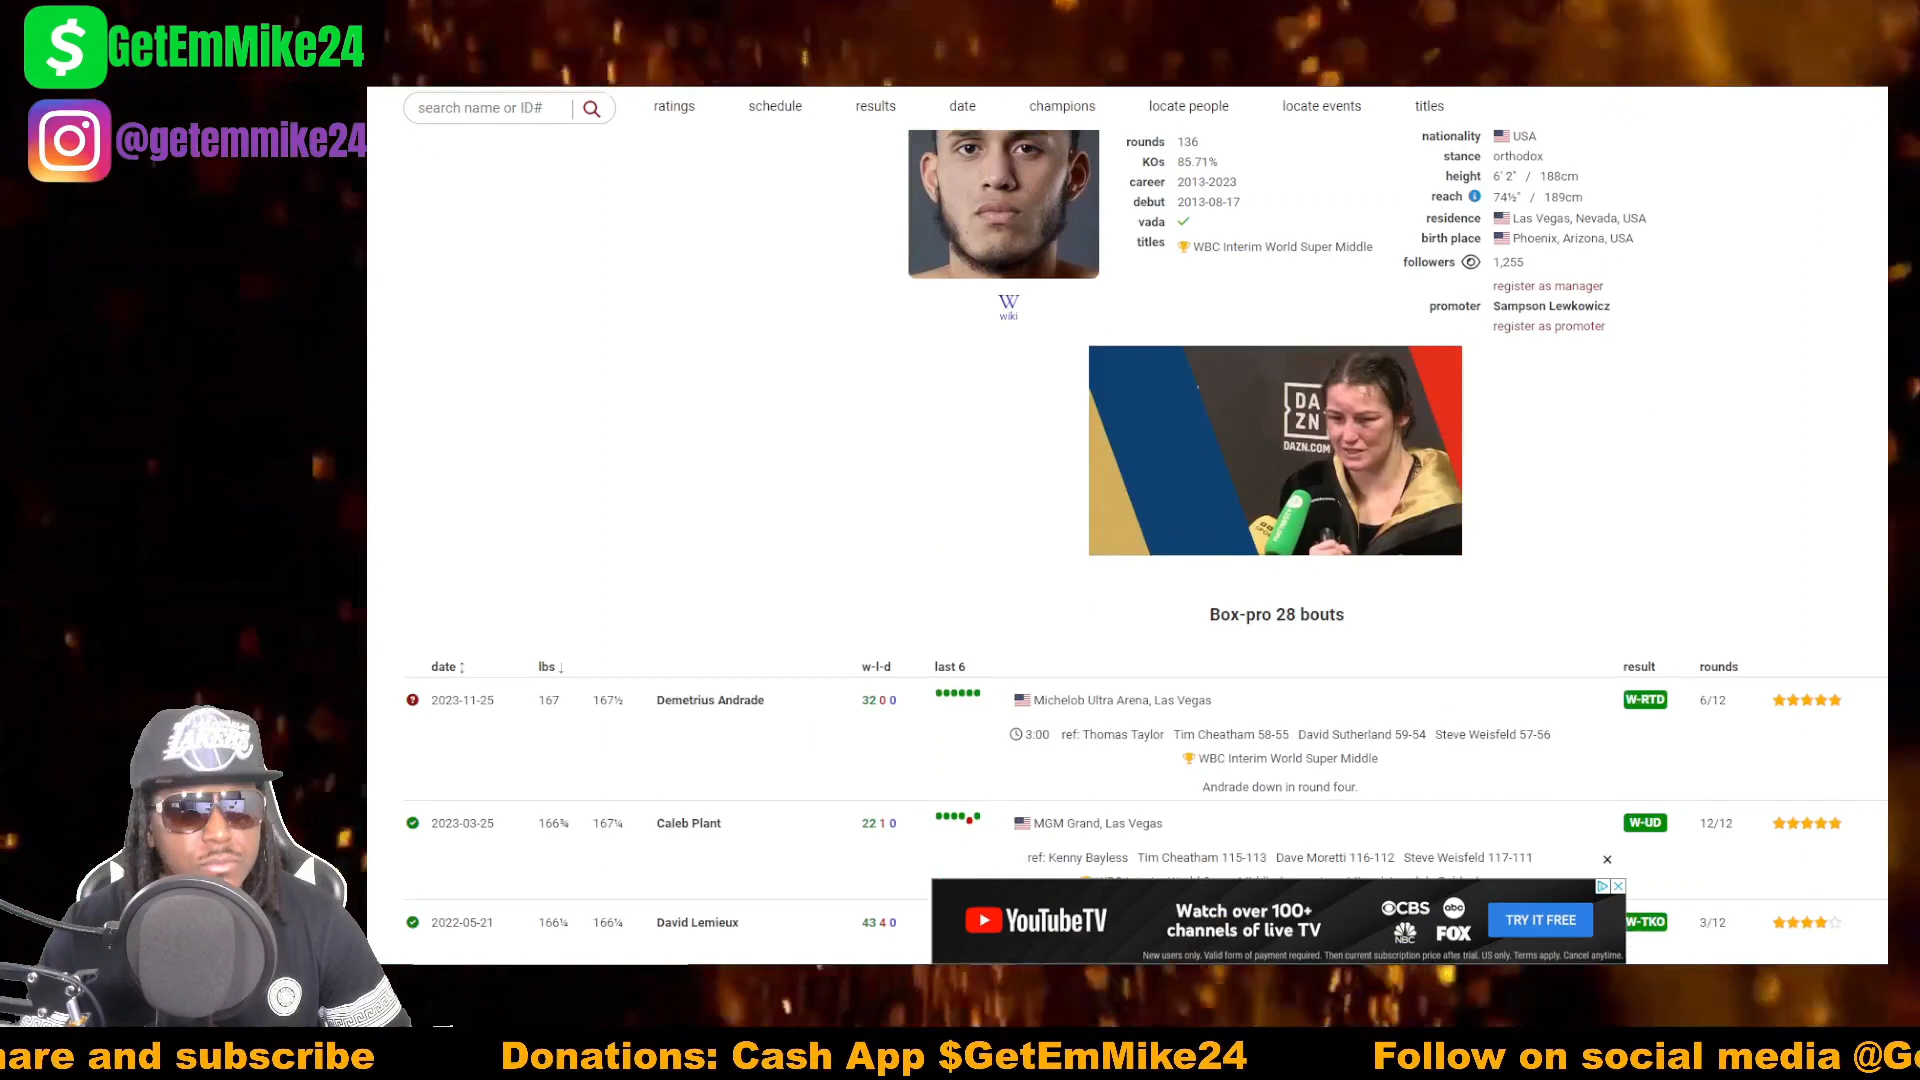 GetEmMike24
@getemmike24
search name or ID#
ratings
schedule
results
date
champions
locate people
locate events
titles
rounds 136
KOs 85.71%
career 2013-2023
debut 2013-08-17
vada
titles WBC Interim World Super Middle
nationality USA
stance orthodox
height 6' 2" / 188cm
reach 74½" / 189cm
residence Las Vegas, Nevada, USA
birth place Phoenix, Arizona, USA
followers 1,255
register as manager
promoter Sampson Lewkowicz
register as promoter
W
wiki
DA
ZN
DAZN.COM
Box-pro 28 bouts
date lbs w-l-d last 6 result rounds
2023-11-25 167 167½ Demetrius Andrade 32 0 0 Michelob Ultra Arena, Las Vegas W-RTD 6/12
3:00 ref: Thomas Taylor Tim Cheatham 58-55 David Sutherland 59-54 Steve Weisfeld 57-56
WBC Interim World Super Middle
Andrade down in round four.
2023-03-25 166¾ 167¼ Caleb Plant 22 1 0 MGM Grand, Las Vegas W-UD 12/12
ref: Kenny Bayless Tim Cheatham 115-113 Dave Moretti 116-112 Steve Weisfeld 117-111
2022-05-21 166¼ 166¼ David Lemieux 43 4 0 W-TKO 3/12
YouTubeTV
Watch over 100+
channels of live TV
CBS abc
NBC FOX
TRY IT FREE
New users only. Valid form of payment required. Then current subscription price after trial. US only. Terms apply. Cancel anytime.
LAKERS
hare and subscribe Donations: Cash App $GetEmMike24 Follow on social media @Ge